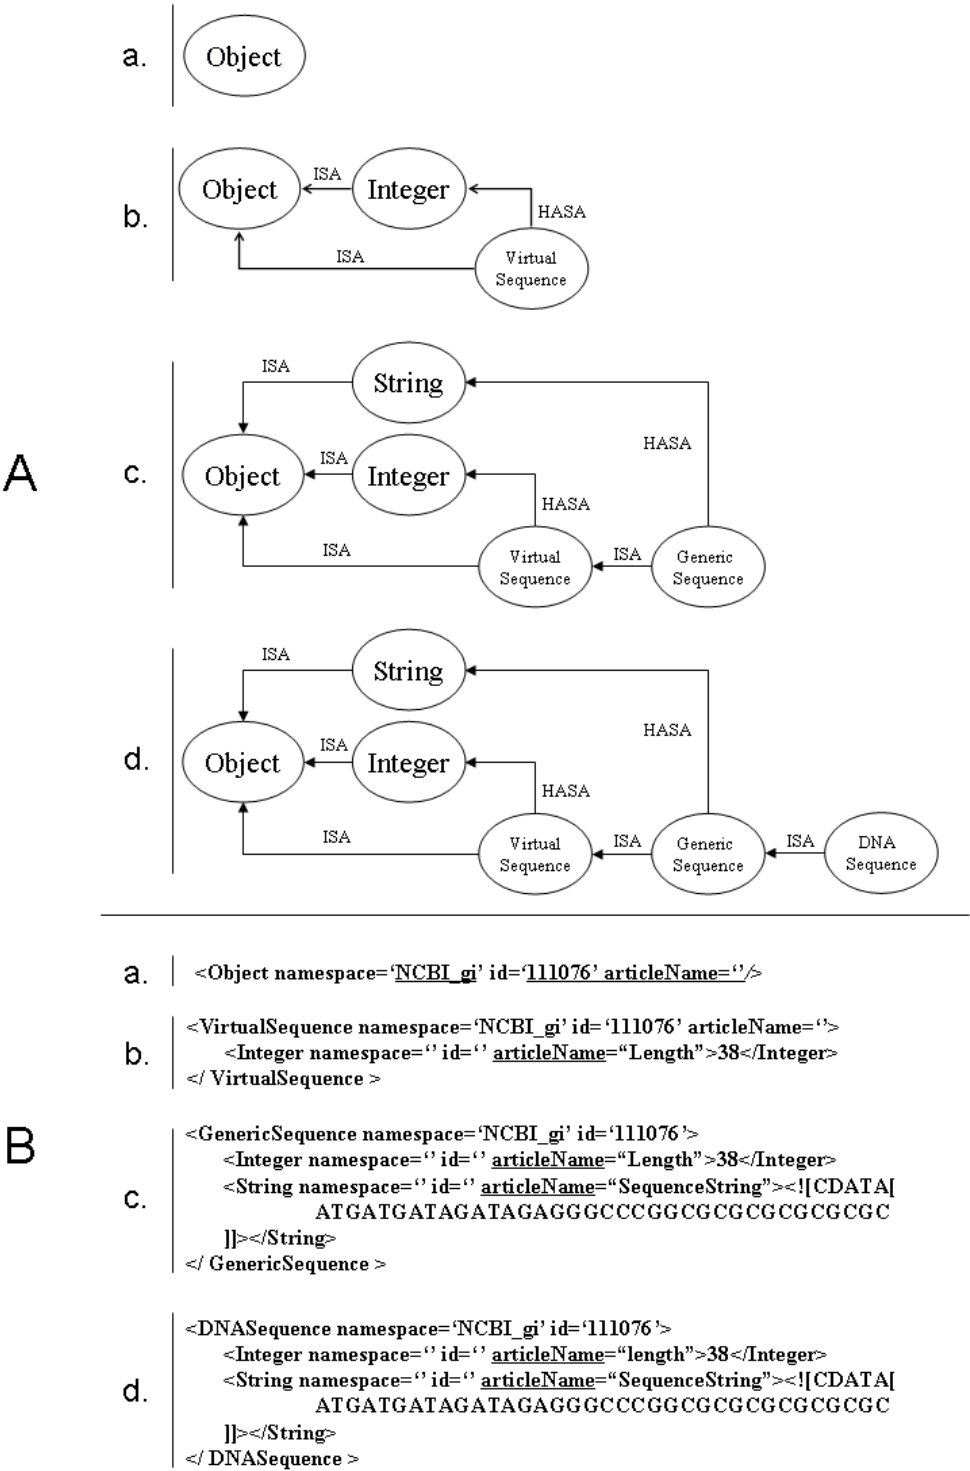 a.
Object
b.
Object
ISA
Integer
HASA
ISA
Virtual
Sequence
A
c.
ISA
String
HASA
Object
ISA
Integer
HASA
ISA
Virtual
Sequence
ISA
Generic
Sequence
d.
ISA
String
HASA
Object
ISA
Integer
HASA
ISA
Virtual
Sequence
ISA
Generic
Sequence
ISA
DNA
Sequence
B
a.
<Object namespace=‘NCBI_gi’ id=‘111076’ articleName=‘’/>
b.
<VirtualSequence namespace=‘NCBI_gi’ id=‘111076’ articleName=‘’>
<Integer namespace=‘’ id=‘’ articleName=“Length”>38</Integer>
</ VirtualSequence >
c.
<GenericSequence namespace=‘NCBI_gi’ id=‘111076’>
<Integer namespace=‘’ id=‘’ articleName=“Length”>38</Integer>
<String namespace=‘’ id=‘’ articleName=“SequenceString”><![CDATA[
ATGATGATAGATAGAGGGCCCGGCGCGCGCGCGCGC
]]></String>
</ GenericSequence >
d.
<DNASequence namespace=‘NCBI_gi’ id=‘111076’>
<Integer namespace=‘’ id=‘’ articleName=“length”>38</Integer>
<String namespace=‘’ id=‘’ articleName=“SequenceString”><![CDATA[
ATGATGATAGATAGAGGGCCCGGCGCGCGCGCGCGC
]]></String>
</ DNASequence >